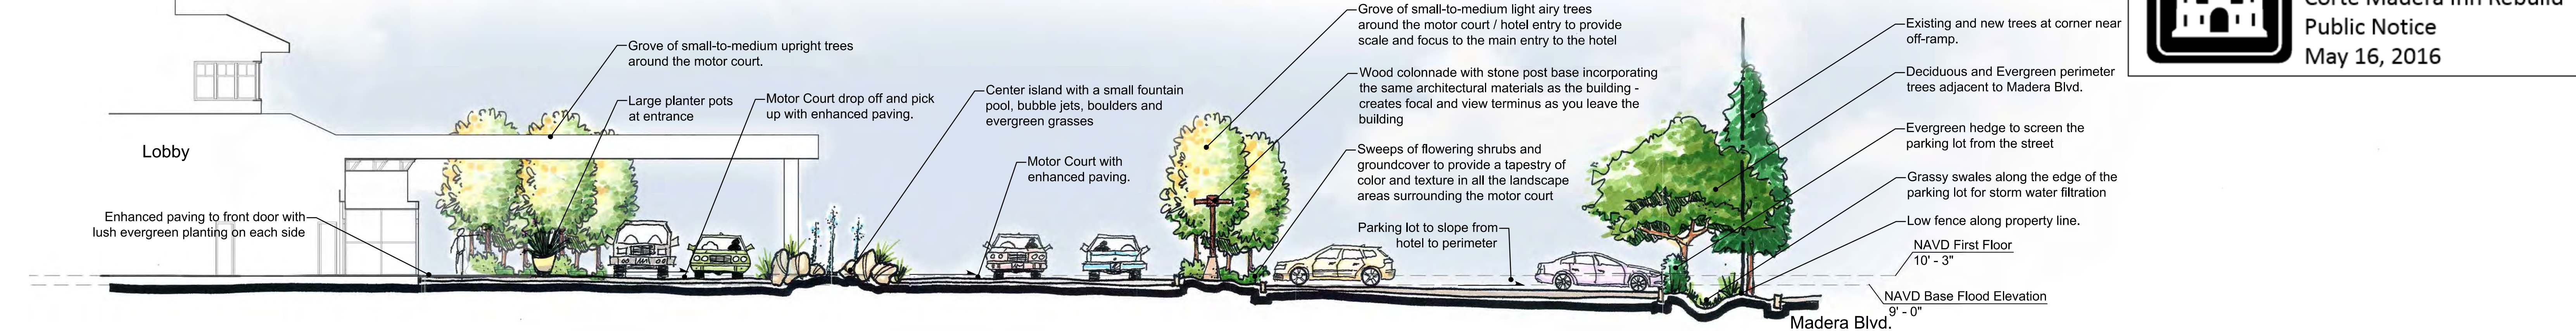 Corte Madera Inn Rebuild
Public Notice
May 16, 2016
Lobby
Enhanced paving to front door with
lush evergreen planting on each side
Grove of small-to-medium upright trees
around the motor court.
Large planter pots
at entrance
Motor Court drop off and pick
up with enhanced paving.
Center island with a small fountain
pool, bubble jets, boulders and
evergreen grasses
Motor Court with
enhanced paving.
Grove of small-to-medium light airy trees
around the motor court / hotel entry to provide
scale and focus to the main entry to the hotel
Wood colonnade with stone post base incorporating
the same architectural materials as the building -
creates focal and view terminus as you leave the
building
Sweeps of flowering shrubs and
groundcover to provide a tapestry of
color and texture in all the landscape
areas surrounding the motor court
Parking lot to slope from
hotel to perimeter
Existing and new trees at corner near
off-ramp.
Deciduous and Evergreen perimeter
trees adjacent to Madera Blvd.
Evergreen hedge to screen the
parking lot from the street
Grassy swales along the edge of the
parking lot for storm water filtration
Low fence along property line.
NAVD First Floor
10' - 3"
NAVD Base Flood Elevation
9' - 0"
Madera Blvd.